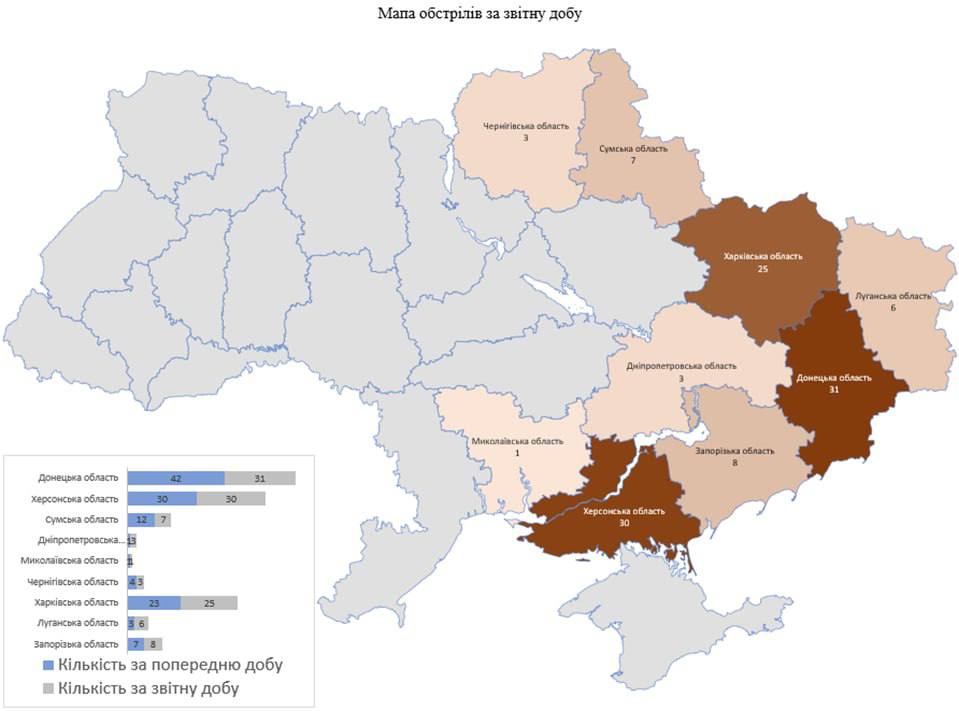 Мапа обстрілів за звітну добу
Чернігівська область
3
Сумська область
7
Харківська область
25
Луганська область
6
Дніпропетровська область
3
Донецька область
31
Миколаївська область
1
Запорізька область
8
Херсонська область
30
Донецька область 42 31
Херсонська область 30 30
Сумська область 12 7
Дніпропетровська... 1 3
Миколаївська область 1 1
Чернігівська область 4 3
Харківська область 23 25
Луганська область 3 6
Запорізька область 7 8
Кількість за попередню добу
Кількість за звітну добу